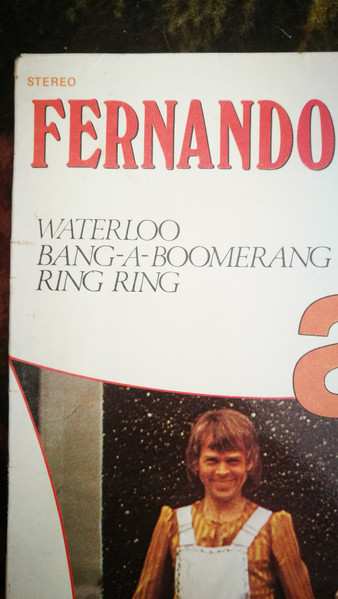 STEREO
FERNANDO
WATERLOO
BANG-A-BOOMERANG
RING RING
a